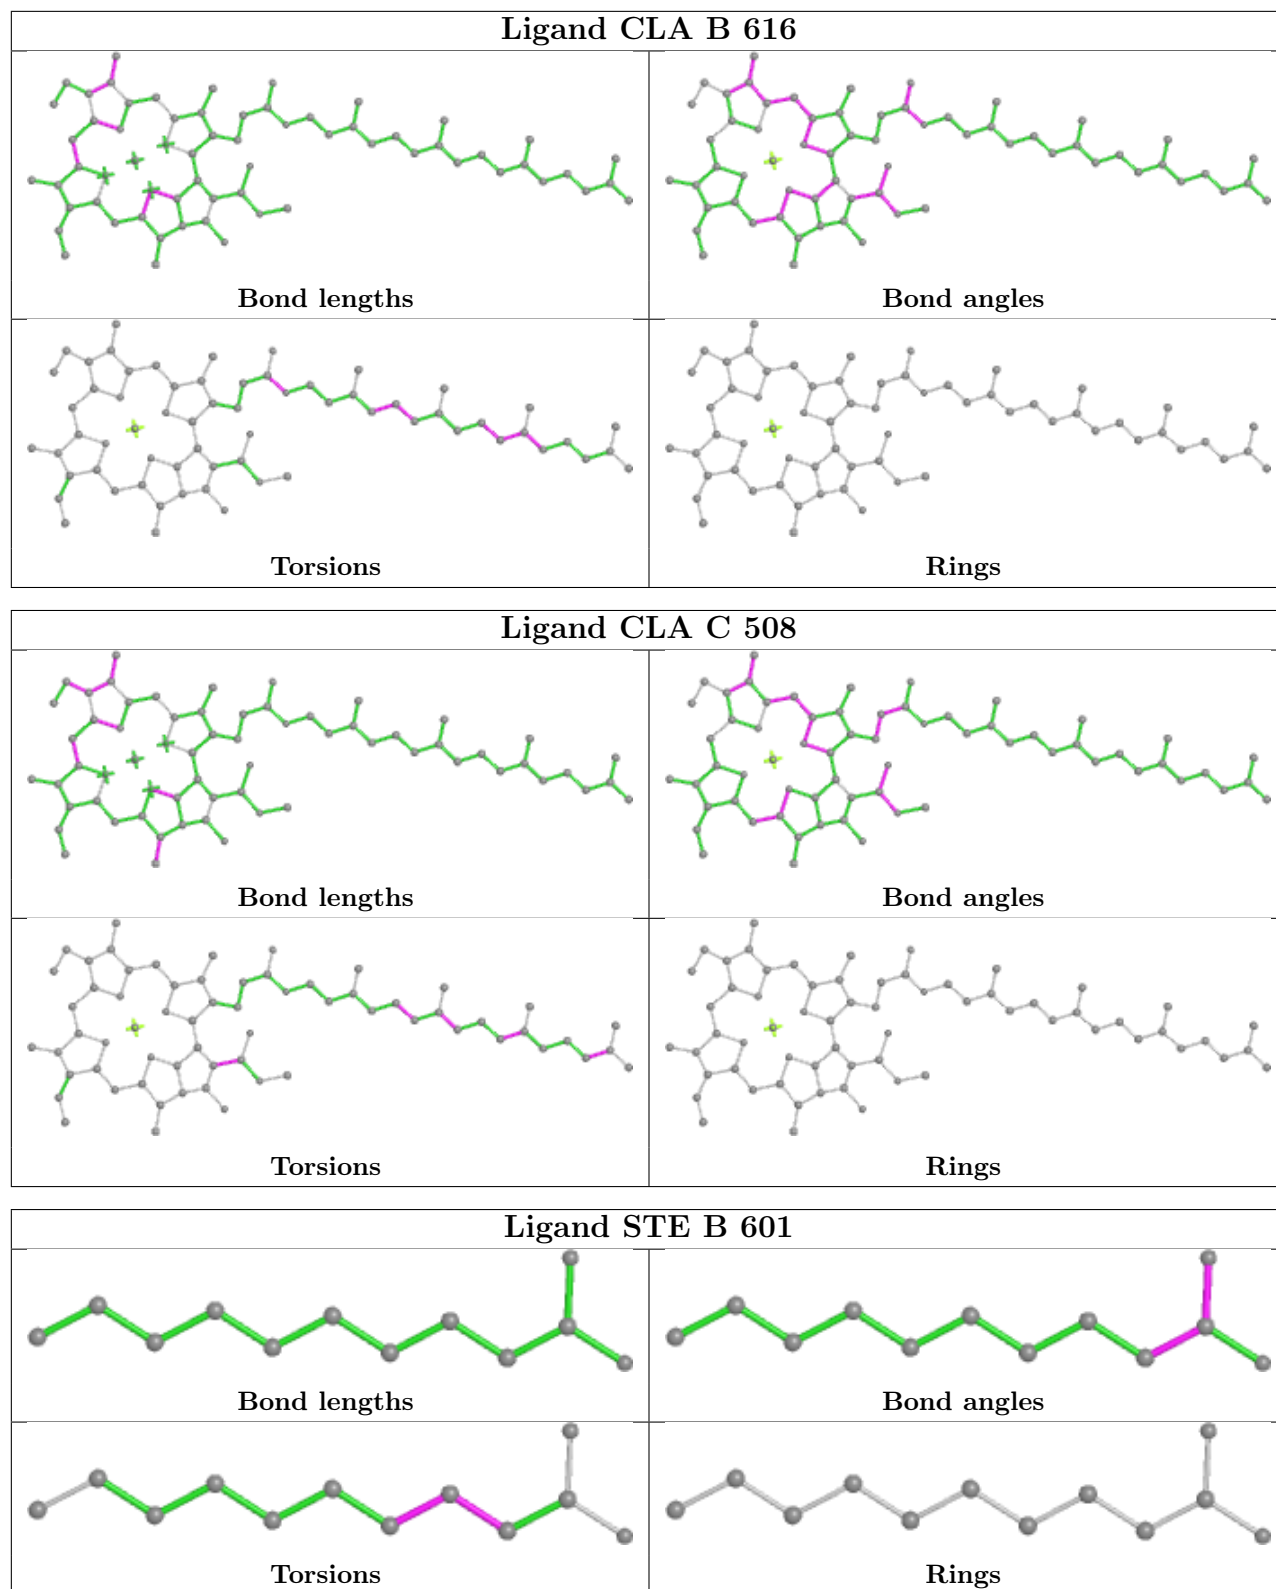 Ligand CLA B 616
Bond lengths
Bond angles
Torsions
Rings
Ligand CLA C 508
Bond lengths
Bond angles
Torsions
Rings
Ligand STE B 601
Bond lengths
Bond angles
Torsions
Rings